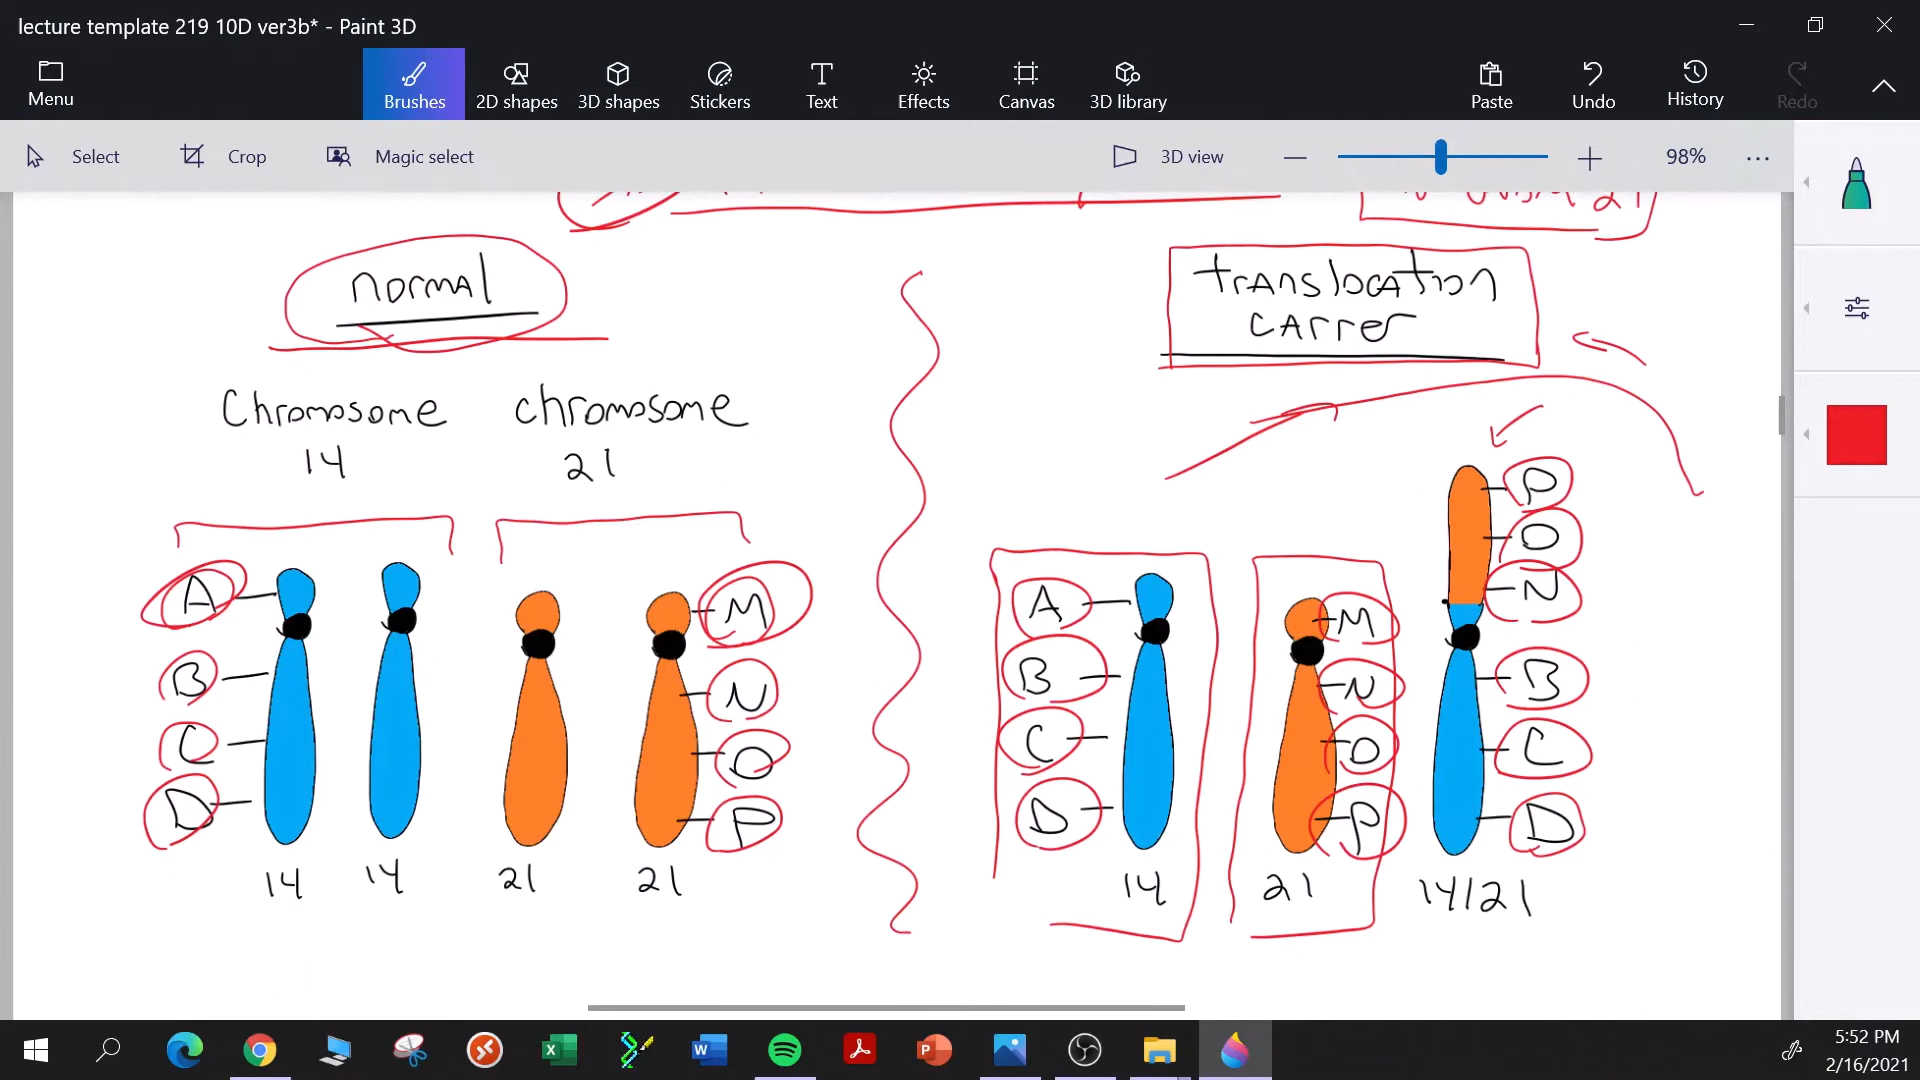 lecture template 219 10D ver3b* - Paint 3D
Menu
Brushes
2D shapes
3D shapes
Stickers
Text
Effects
Canvas
3D library
Paste
Undo
History
Redo
Select
Crop
Magic select
3D view
98%
21
normal
translocation
carrer
Chromosome
14
chromosome
21
A
B
C
D
M
N
O
P
14
14
21
21
A
B
C
D
14
M
N
O
P
21
P
O
N
B
C
D
14/21
5:52 PM
2/16/2021